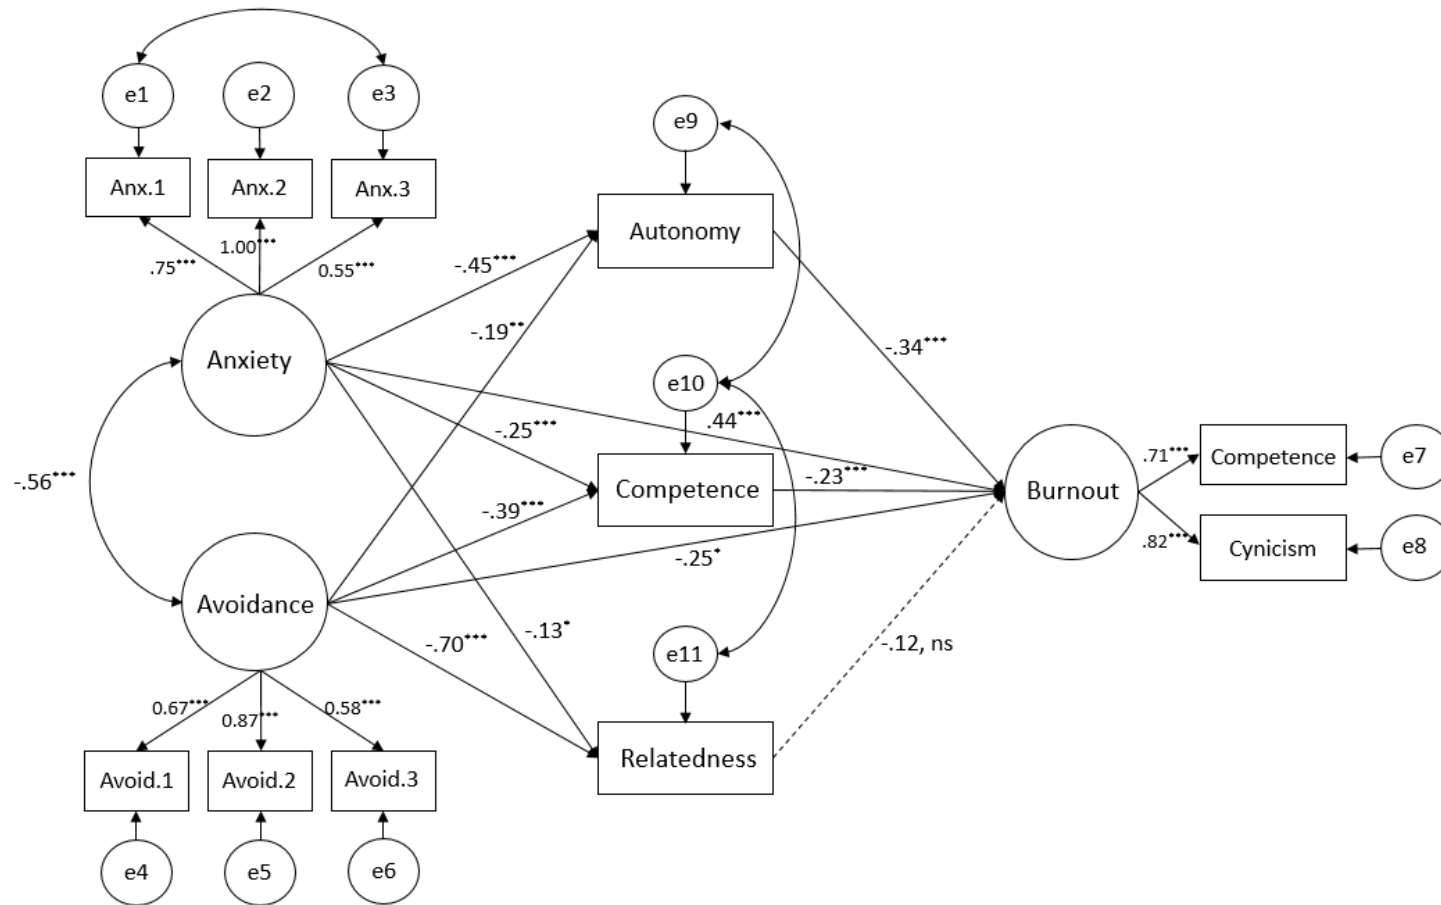 e1
e2
e3
e9
Anx.1
Anx.2
Anx.3
Autonomy
1.00***
.75***
0.55***
-.45***
-.19**
-.34***
Anxiety
e10
.44***
-.25***
.71***
Competence
e7
-.56***
Competence
-.23***
Burnout
-.39***
.82***
Cynicism
e8
-.25*
Avoidance
-.70***
-.13*
e11
-.12, ns
0.67***
0.87***
0.58***
Relatedness
Avoid.1
Avoid.2
Avoid.3
e4
e5
e6